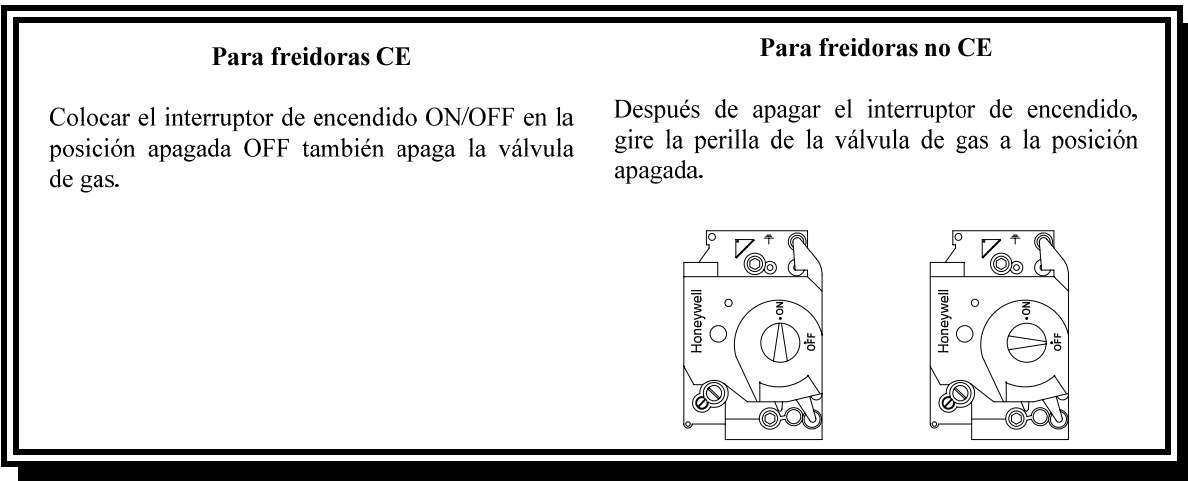 Para freidoras CE
Colocar el interruptor de encendido ON/OFF en la
posición apagada OFF también apaga la válvula
de gas.
Para freidoras no CE
Después de apagar el interruptor de encendido,
gire la perilla de la válvula de gas a la posición
apagada.
Honeywell
ON
OFF
Honeywell
ON
OFF